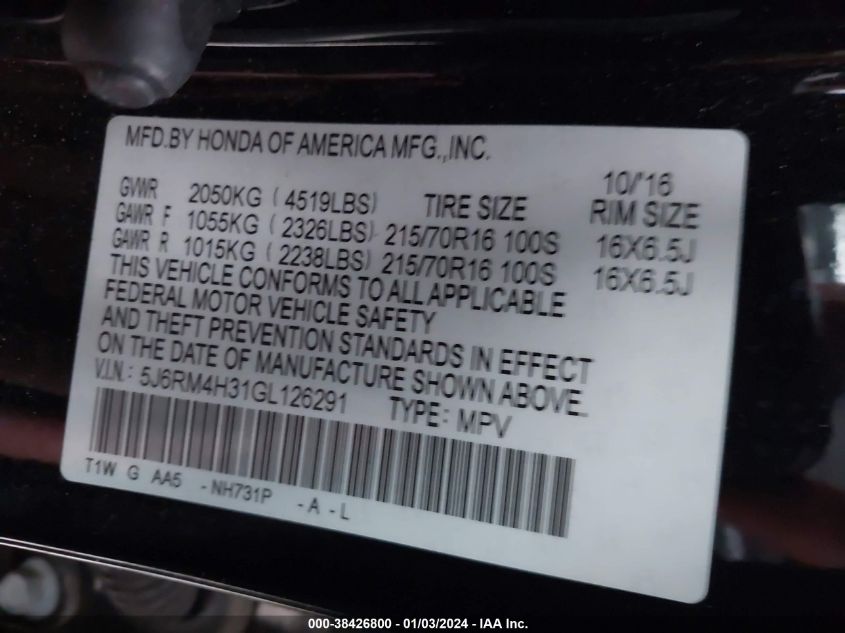 MFD.BY HONDA OF AMERICA MFG.,INC.
10/'16
GVWR 2050KG ( 4519LBS) TIRE SIZE RIM SIZE
GAWR F 1055KG ( 2326LBS) 215/70R16 100S 16X6.5J
GAWR R 1015KG ( 2238LBS) 215/70R16 100S 16X6.5J
THIS VEHICLE CONFORMS TO ALL APPLICABLE
FEDERAL MOTOR VEHICLE SAFETY
AND THEFT PREVENTION STANDARDS IN EFFECT
ON THE DATE OF MANUFACTURE SHOWN ABOVE.
V.I.N.: 5J6RM4H31GL126291 TYPE: MPV
T1W G AA5 -NH731P -A -L
000-38426800 - 01/03/2024 - IAA Inc.